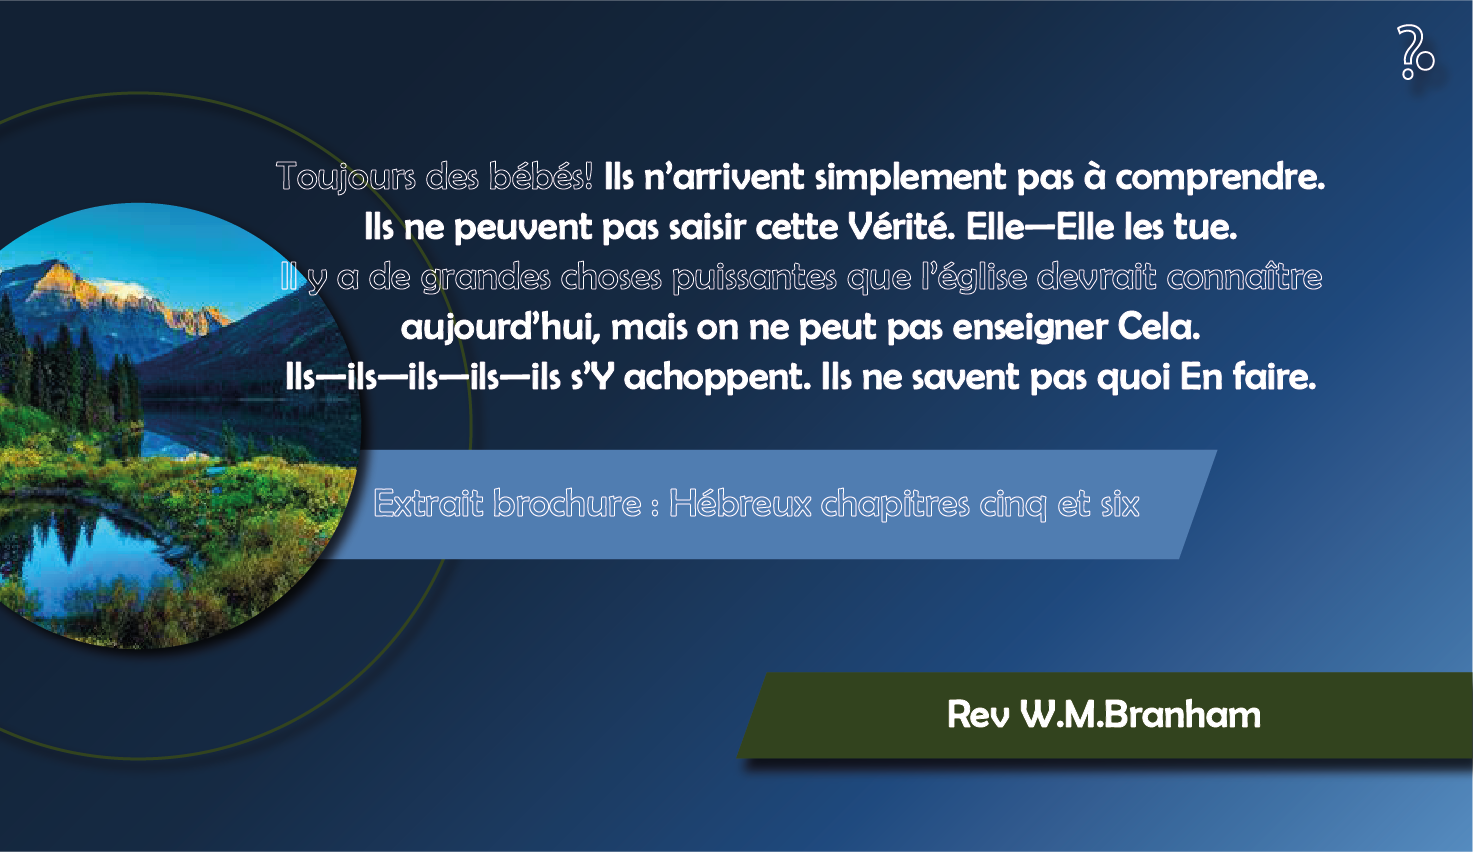 ?
Toujours des bébés! Ils n'arrivent simplement pas à comprendre.
Ils ne peuvent pas saisir cette Vérité. Elle—Elle les tue.
Il y a de grandes choses puissantes que l'église devrait connaître
aujourd'hui, mais on ne peut pas enseigner Cela.
Ils—ils—ils—ils—ils s'Y achoppent. Ils ne savent pas quoi En faire.
Extrait brochure : Hébreux chapitres cinq et six
Rev W.M.Branham